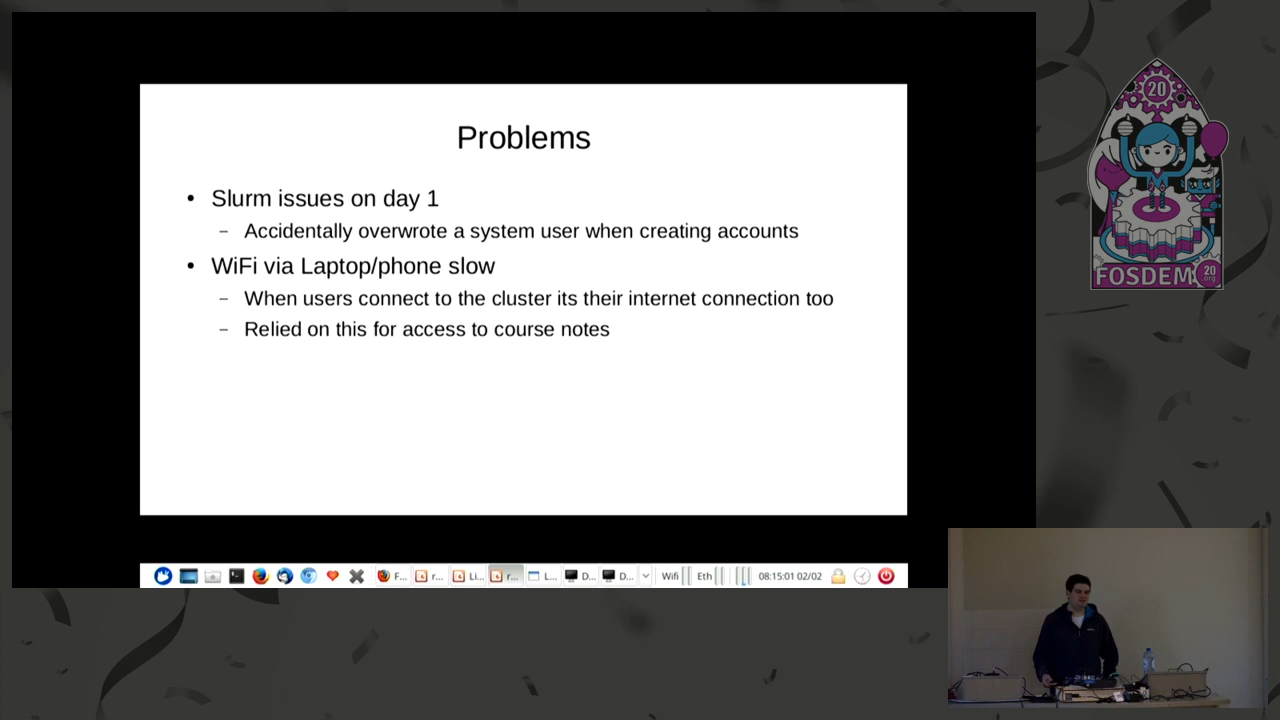 Problems
• Slurm issues on day 1
– Accidentally overwrote a system user when creating accounts
• WiFi via Laptop/phone slow
– When users connect to the cluster its their internet connection too
– Relied on this for access to course notes
F... r... Li... r... L... D... D... Wifi Eth 08:15:01 02/02
20
FOSDEM 20
.org